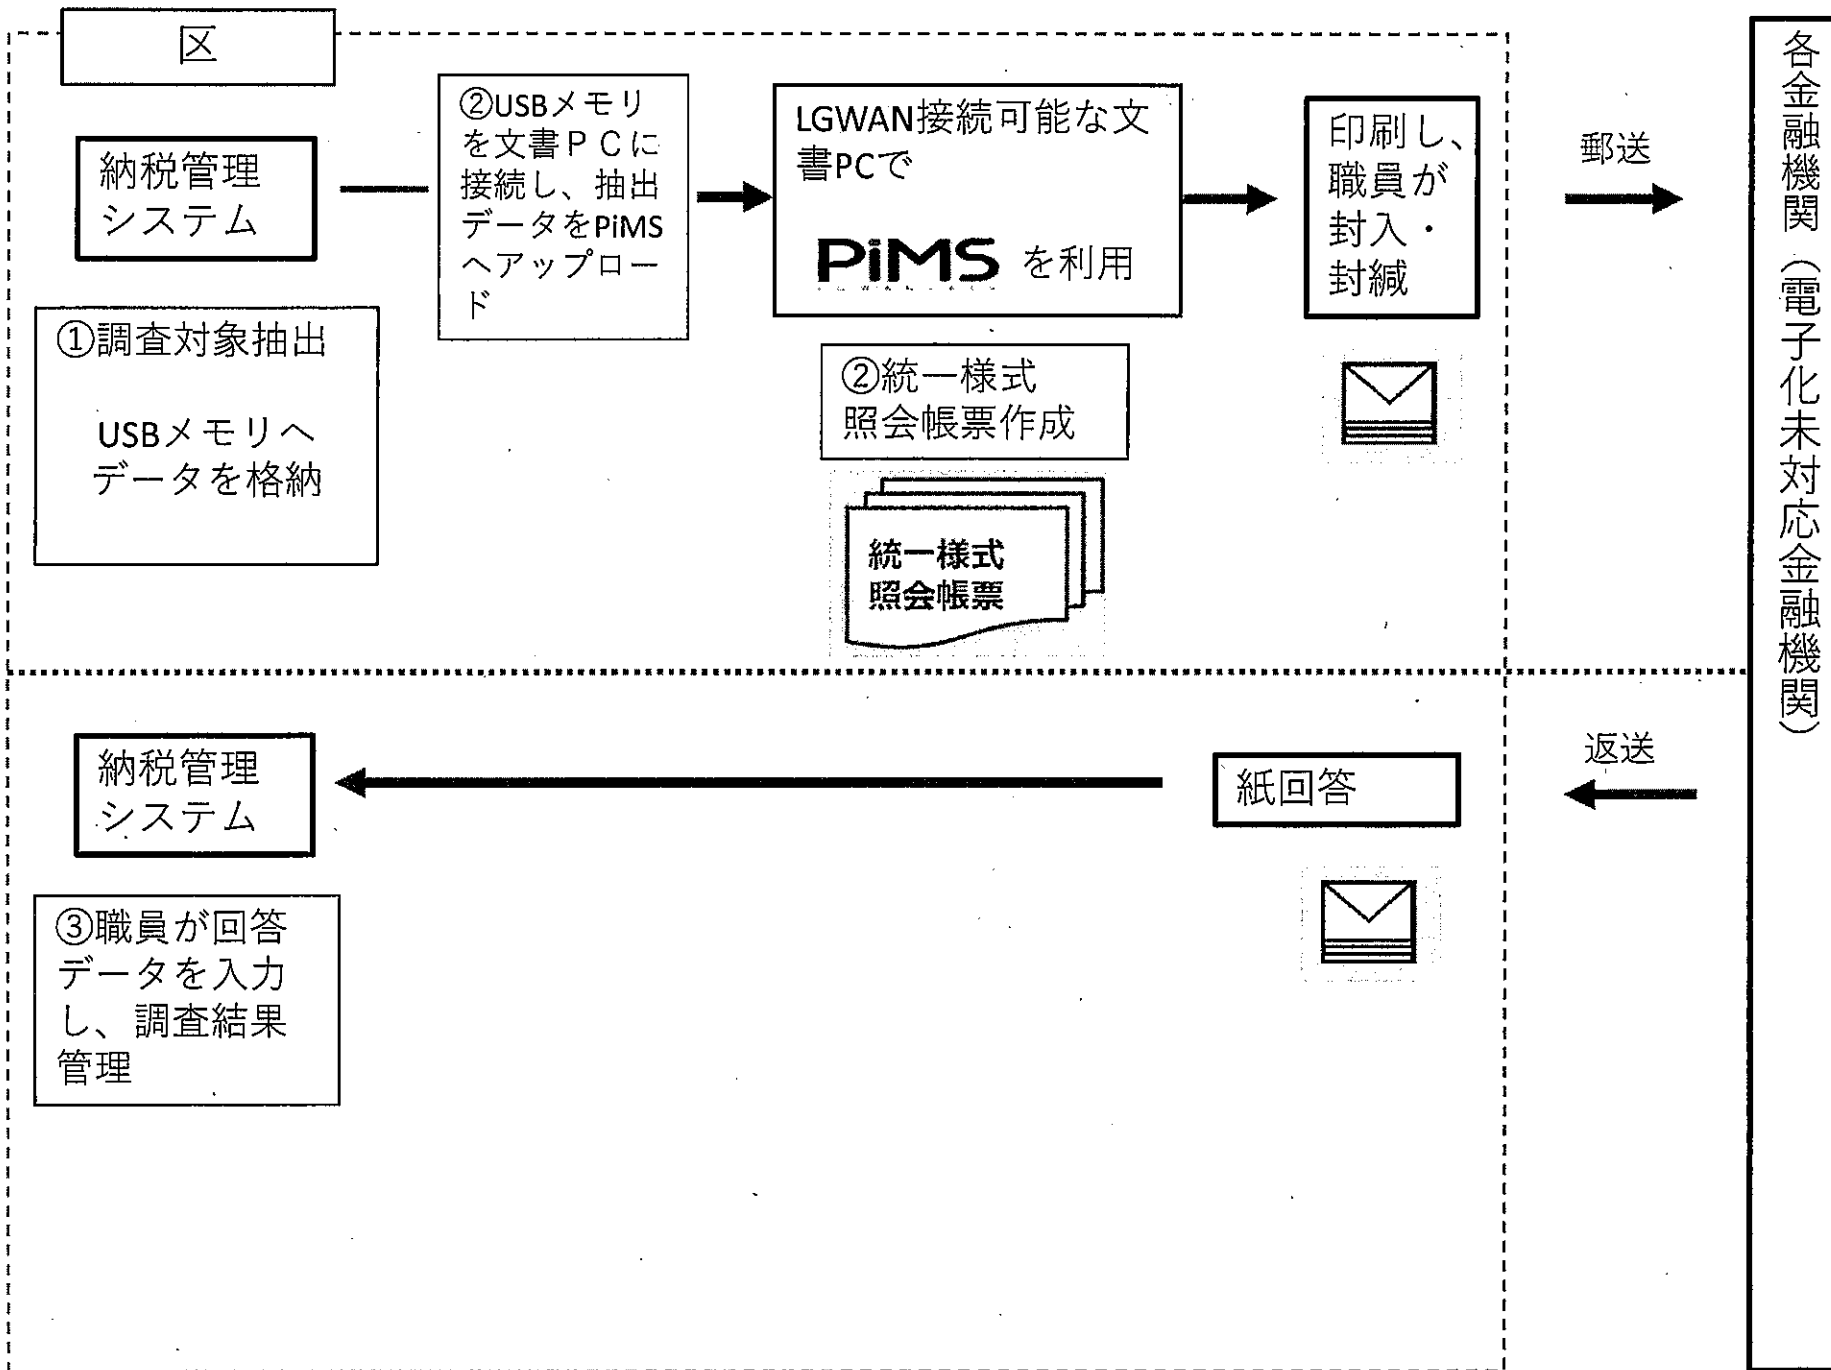 区
納税管理
システム
①調査対象抽出
USBメモリへ
データを格納
②USBメモリ
を文書ＰＣに
接続し、抽出
データをPiMS
へアップロー
ド
LGWAN接続可能な文
書PCで
PiMS を利用
②統一様式
照会帳票作成
統一様式
照会帳票
印刷し、
職員が
封入・
封緘
郵送
各金融機関（電子化未対応金融機関）
納税管理
システム
③職員が回答
データを入力
し、調査結果
管理
紙回答
返送